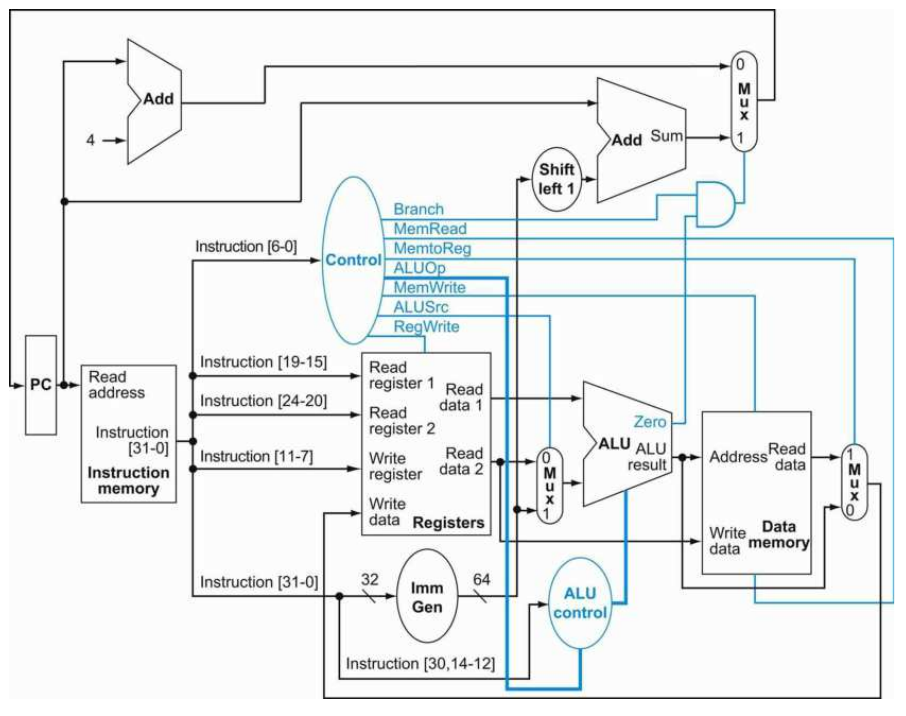 0
Mux
1
Add
4
Add
Sum
Shift
left 1
Branch
MemRead
MemtoReg
ALUOp
MemWrite
ALUSrc
RegWrite
Control
Instruction [6-0]
Instruction [19-15]
Instruction [24-20]
Instruction [11-7]
PC
Read
address
Instruction
[31-0]
Instruction
memory
Read
register 1
Read
register 2
Write
register
Write
data
Read
data 1
Read
data 2
Registers
0
Mux
1
Zero
ALU
ALU
result
Address
Read
data
Write
data
Data
memory
1
Mux
0
Instruction [31-0]
32
Imm
Gen
64
ALU
control
Instruction [30,14-12]